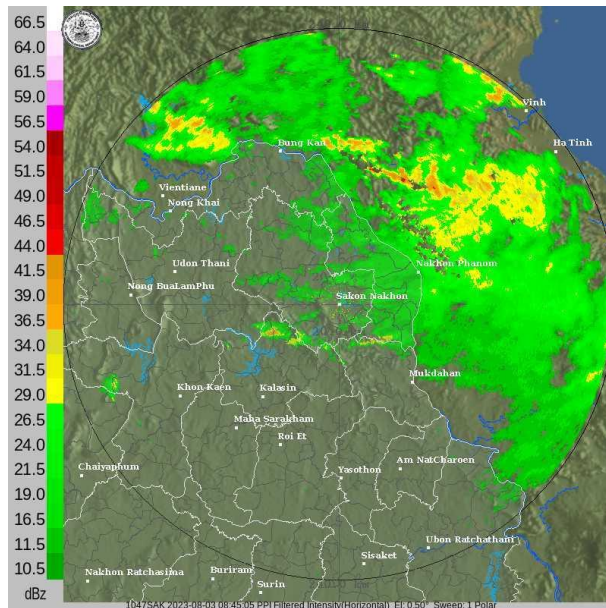 66.5
64.0
61.5
59.0
56.5
54.0
51.5
49.0
46.5
44.0
41.5
39.0
36.5
34.0
31.5
29.0
26.5
24.0
21.5
19.0
16.5
11.5
10.5
dBz
Vinh
Ha Tinh
Bung Kan
Vientiane
Nong Khai
Udon Thani
Nakhon Phanom
Nong BuaLamPhu
Sakon Nakhon
Mukdahan
Khon Kaen
Kalasin
Maha Sarakham
Roi Et
Chaiyaphum
Yasothon
Am NatCharoen
Ubon Ratchathani
Sisaket
Nakhon Ratchasima
Buriram
Surin
1047SAK 2023-08-03 08:45:05 PPI Filtered Intensity(Horizontal) El: 0.50° Sweep: 1 Polar